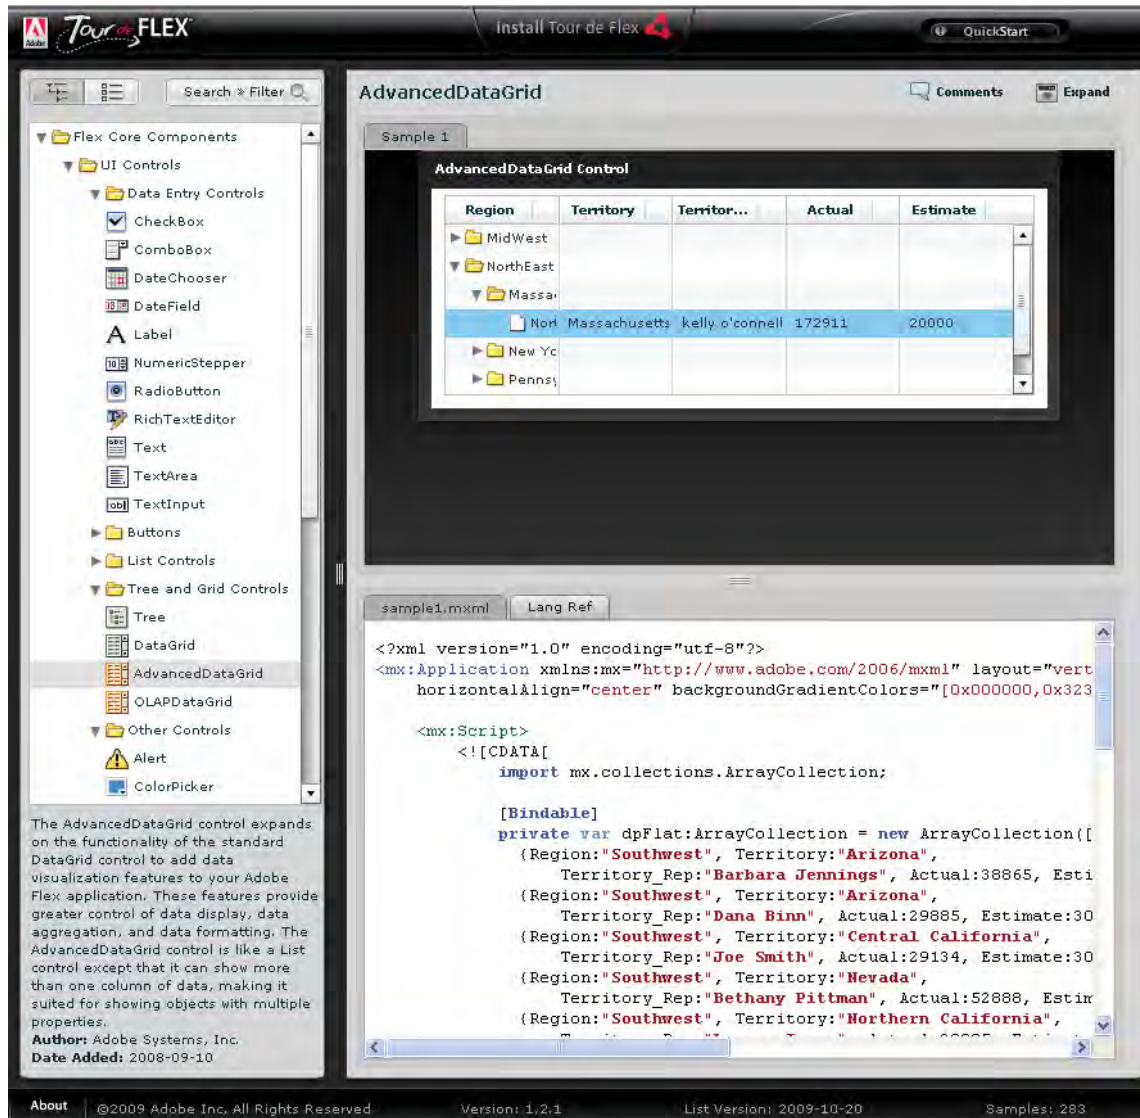 Adobe
Tour de FLEX
Install Tour de Flex
QuickStart
Search » Filter
Flex Core Components
UI Controls
Data Entry Controls
CheckBox
ComboBox
DateChooser
DateField
Label
NumericStepper
RadioButton
RichTextEditor
Text
TextArea
TextInput
Buttons
List Controls
Tree and Grid Controls
Tree
DataGrid
AdvancedDataGrid
OLAPDataGrid
Other Controls
Alert
ColorPicker
The AdvancedDataGrid control expands
on the functionality of the standard
DataGrid control to add data
visualization features to your Adobe
Flex application. These features provide
greater control of data display, data
aggregation, and data formatting. The
AdvancedDataGrid control is like a List
control except that it can show more
than one column of data, making it
suited for showing objects with multiple
properties.
Author: Adobe Systems, Inc.
Date Added: 2008-09-10
AdvancedDataGrid
Comments
Expand
Sample 1
AdvancedDataGrid Control
Region Territory Territor... Actual Estimate
MidWest
NorthEast
Massa
Nort Massachusetts kelly o'connell 172911 20000
New Yc
Penns
sample1.mxml Lang Ref
<?xml version="1.0" encoding="utf-8"?>
<mx:Application xmlns:mx="http://www.adobe.com/2006/mxml" layout="vert
horizontalAlign="center" backgroundGradientColors="[0x000000,0x323
<mx:Script>
<![CDATA[
import mx.collections.ArrayCollection;
[Bindable]
private var dpFlat:ArrayCollection = new ArrayCollection([
{Region:"Southwest", Territory:"Arizona",
Territory_Rep:"Barbara Jennings", Actual:38865, Esti
{Region:"Southwest", Territory:"Arizona",
Territory_Rep:"Dana Binn", Actual:29885, Estimate:30
{Region:"Southwest", Territory:"Central California",
Territory_Rep:"Joe Smith", Actual:29134, Estimate:30
{Region:"Southwest", Territory:"Nevada",
Territory_Rep:"Bethany Pittman", Actual:52888, Estim
{Region:"Southwest", Territory:"Northern California",
About ©2009 Adobe Inc, All Rights Reserved Version: 1.2.1 List Version: 2009-10-20 Samples: 283